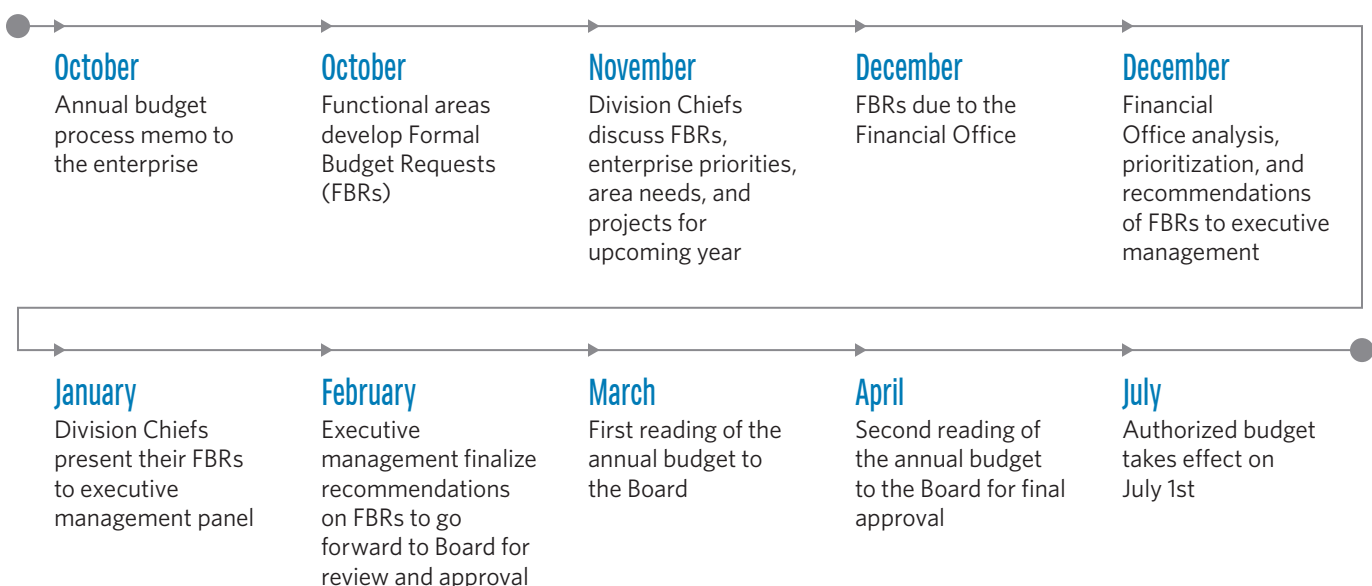 October
Annual budget
process memo to
the enterprise
October
Functional areas
develop Formal
Budget Requests
(FBRs)
November
Division Chiefs
discuss FBRs,
enterprise priorities,
area needs, and
projects for
upcoming year
December
FBRs due to the
Financial Office
December
Financial
Office analysis,
prioritization, and
recommendations
of FBRs to executive
management
January
Division Chiefs
present their FBRs
to executive
management panel
February
Executive
management finalize
recommendations
on FBRs to go
forward to Board for
review and approval
March
First reading of the
annual budget to
the Board
April
Second reading of
the annual budget
to the Board for final
approval
July
Authorized budget
takes effect on
July 1st